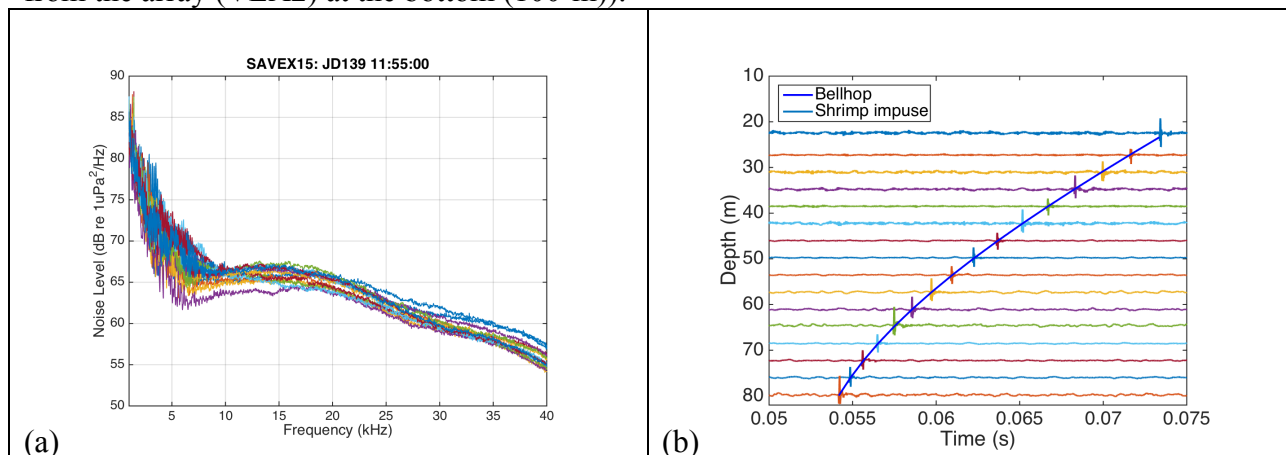 from the array (VLA2) at the bottom (100 m)).
SAVEX15: JD139 11:55:00
90
85
80
75
70
65
60
55
50
5 10 15 20 25 30 35 40
Noise Level (dB re 1uPa²/Hz)
Frequency (kHz)
(a)
Bellhop
Shrimp impuse
10
20
30
40
50
60
70
80
0.05 0.055 0.06 0.065 0.07 0.075
Depth (m)
Time (s)
(b)